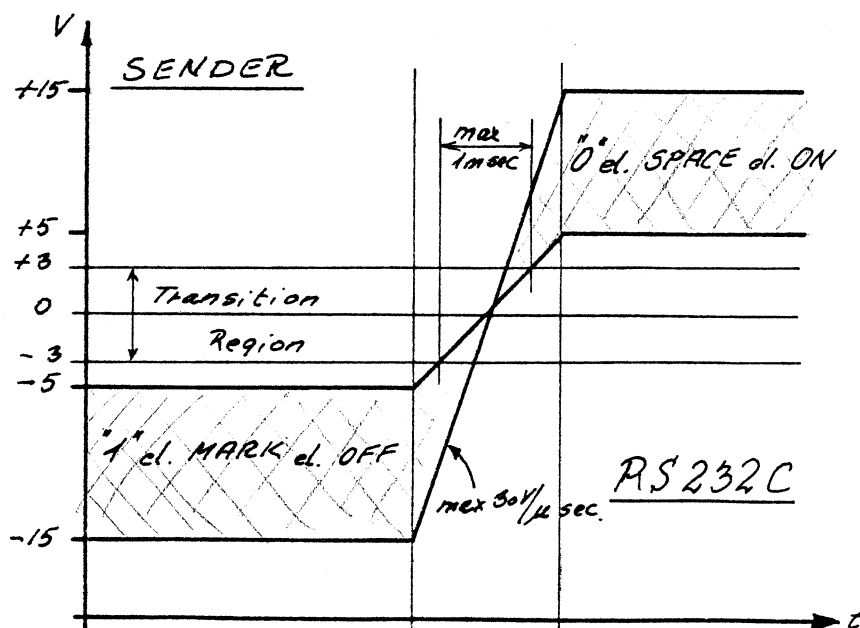 V
SENDER
+15
max
1msec
"0" el. SPACE el. ON
+5
+3
Transition
0
Region
-3
-5
"1" el. MARK el. OFF
RS232C
max 30V/μ sec.
-15
t